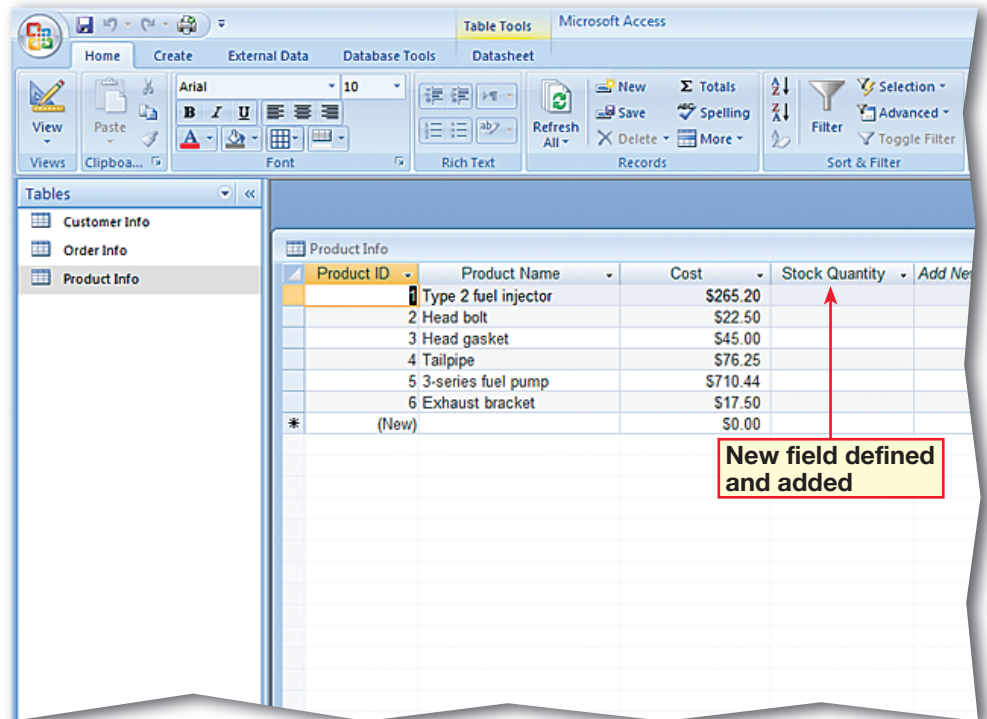 Table Tools Microsoft Access
Home Create External Data Database Tools Datasheet
View
Views
Paste
Clipboa...
Arial 10
B I U
A
Font
Rich Text
Refresh
All
New Σ Totals
Save Spelling
Delete More
Records
Filter
Selection
Advanced
Toggle Filter
Sort & Filter
Tables
Customer Info
Order Info
Product Info
Product Info
Product ID Product Name Cost Stock Quantity Add New
1 Type 2 fuel injector $265.20
2 Head bolt $22.50
3 Head gasket $45.00
4 Tailpipe $76.25
5 3-series fuel pump $710.44
6 Exhaust bracket $17.50
* (New) $0.00
New field defined
and added